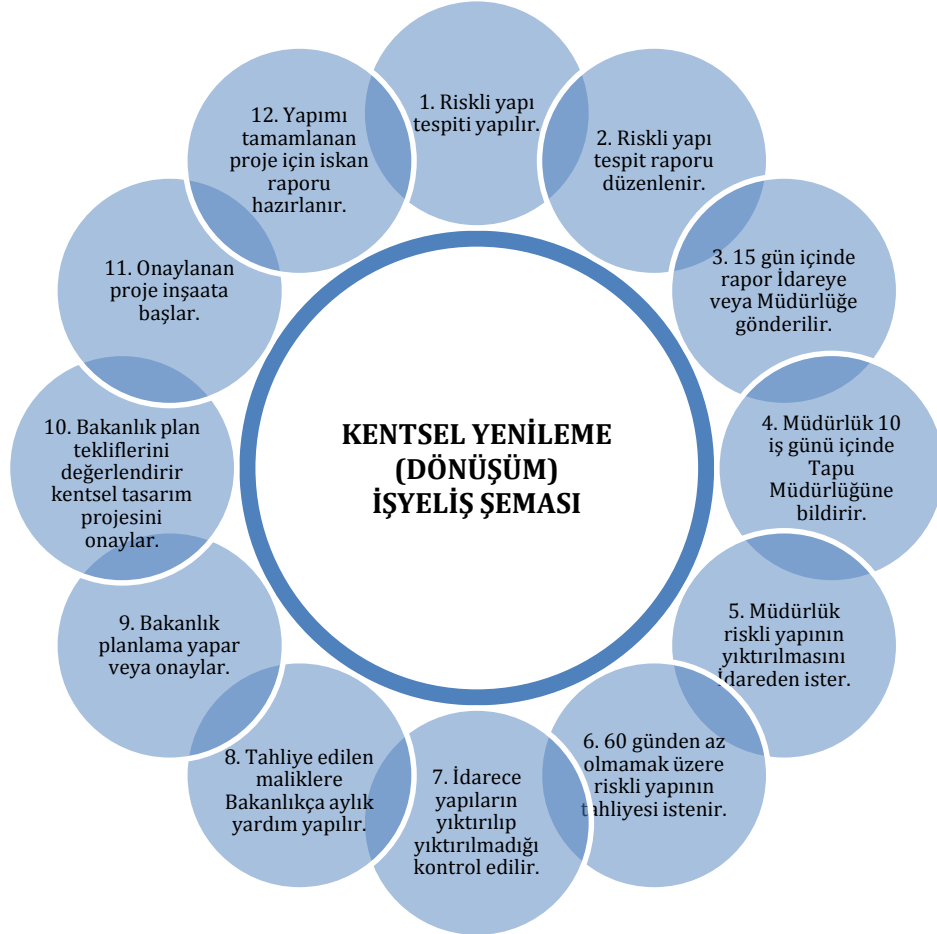 1. Riskli yapı
tespiti yapılır.
2. Riskli yapı
tespit raporu
düzenlenir.
3. 15 gün içinde
rapor İdareye
veya Müdürlüğe
gönderilir.
4. Müdürlük 10
iş günü içinde
Tapu
Müdürlüğüne
bildirir.
5. Müdürlük
riskli yapının
yıktırılmasını
İdareden ister.
6. 60 günden az
olmamak üzere
riskli yapının
tahliyesi istenir.
7. İdarece
yapıların
yıktırılıp
yıktırılmadığı
kontrol edilir.
8. Tahliye edilen
maliklere
Bakanlıkça aylık
yardım yapılır.
9. Bakanlık
planlama yapar
veya onaylar.
10. Bakanlık plan
tekliflerini
değerlendirir
kentsel tasarım
projesini
onaylar.
11. Onaylanan
proje inşaata
başlar.
12. Yapımı
tamamlanan
proje için iskan
raporu
hazırlanır.
KENTSEL YENİLEME
(DÖNÜŞÜM)
İŞYELİŞ ŞEMASI